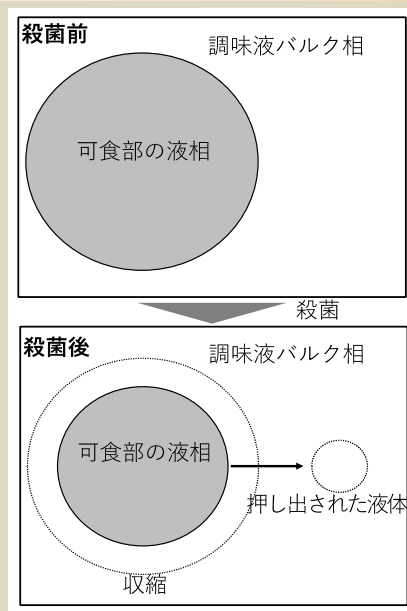 殺菌前
調味液バルク相
可食部の液相
殺菌
殺菌後
調味液バルク相
可食部の液相
押し出された液体
収縮